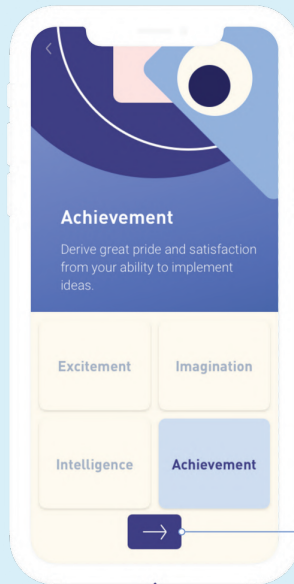 Achievement
Derive great pride and satisfaction
from your ability to implement
ideas.
Excitement
Imagination
Intelligence
Achievement